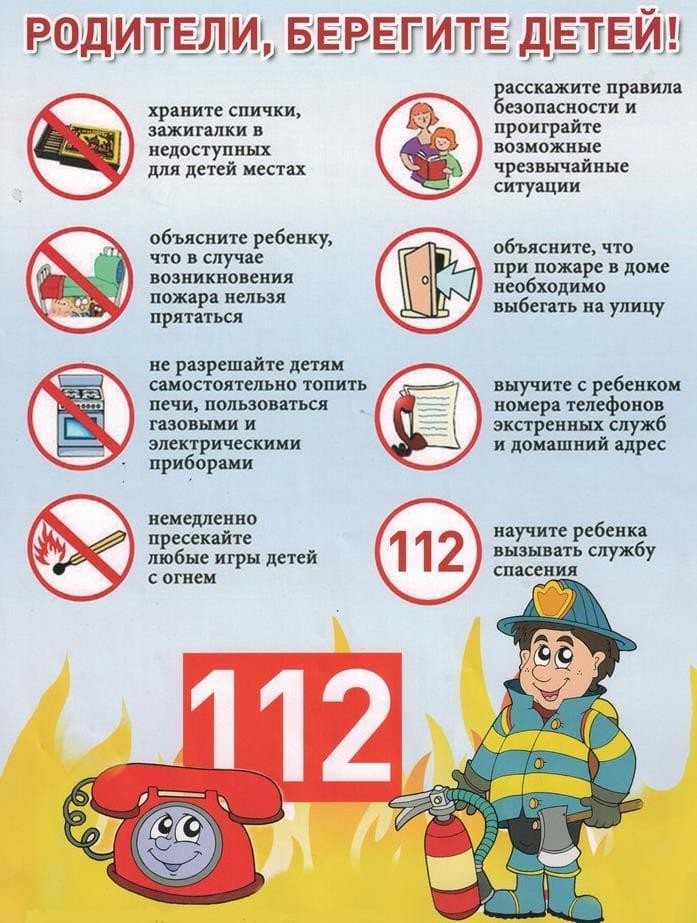 РОДИТЕЛИ, БЕРЕГИТЕ ДЕТЕЙ!
храните спички,
зажигалки в
недоступных
для детей местах
объясните ребенку,
что в случае
возникновения
пожара нельзя
прятаться
не разрешайте детям
самостоятельно топить
печи, пользоваться
газовыми и
электрическими
приборами
немедленно
пресекайте
любые игры детей
с огнем
расскажите правила
безопасности и
проиграйте
возможные
чрезвычайные
ситуации
объясните, что
при пожаре в доме
необходимо
выбегать на улицу
выучите с ребенком
номера телефонов
экстренных служб
и домашний адрес
112
научите ребенка
вызывать службу
спасения
112